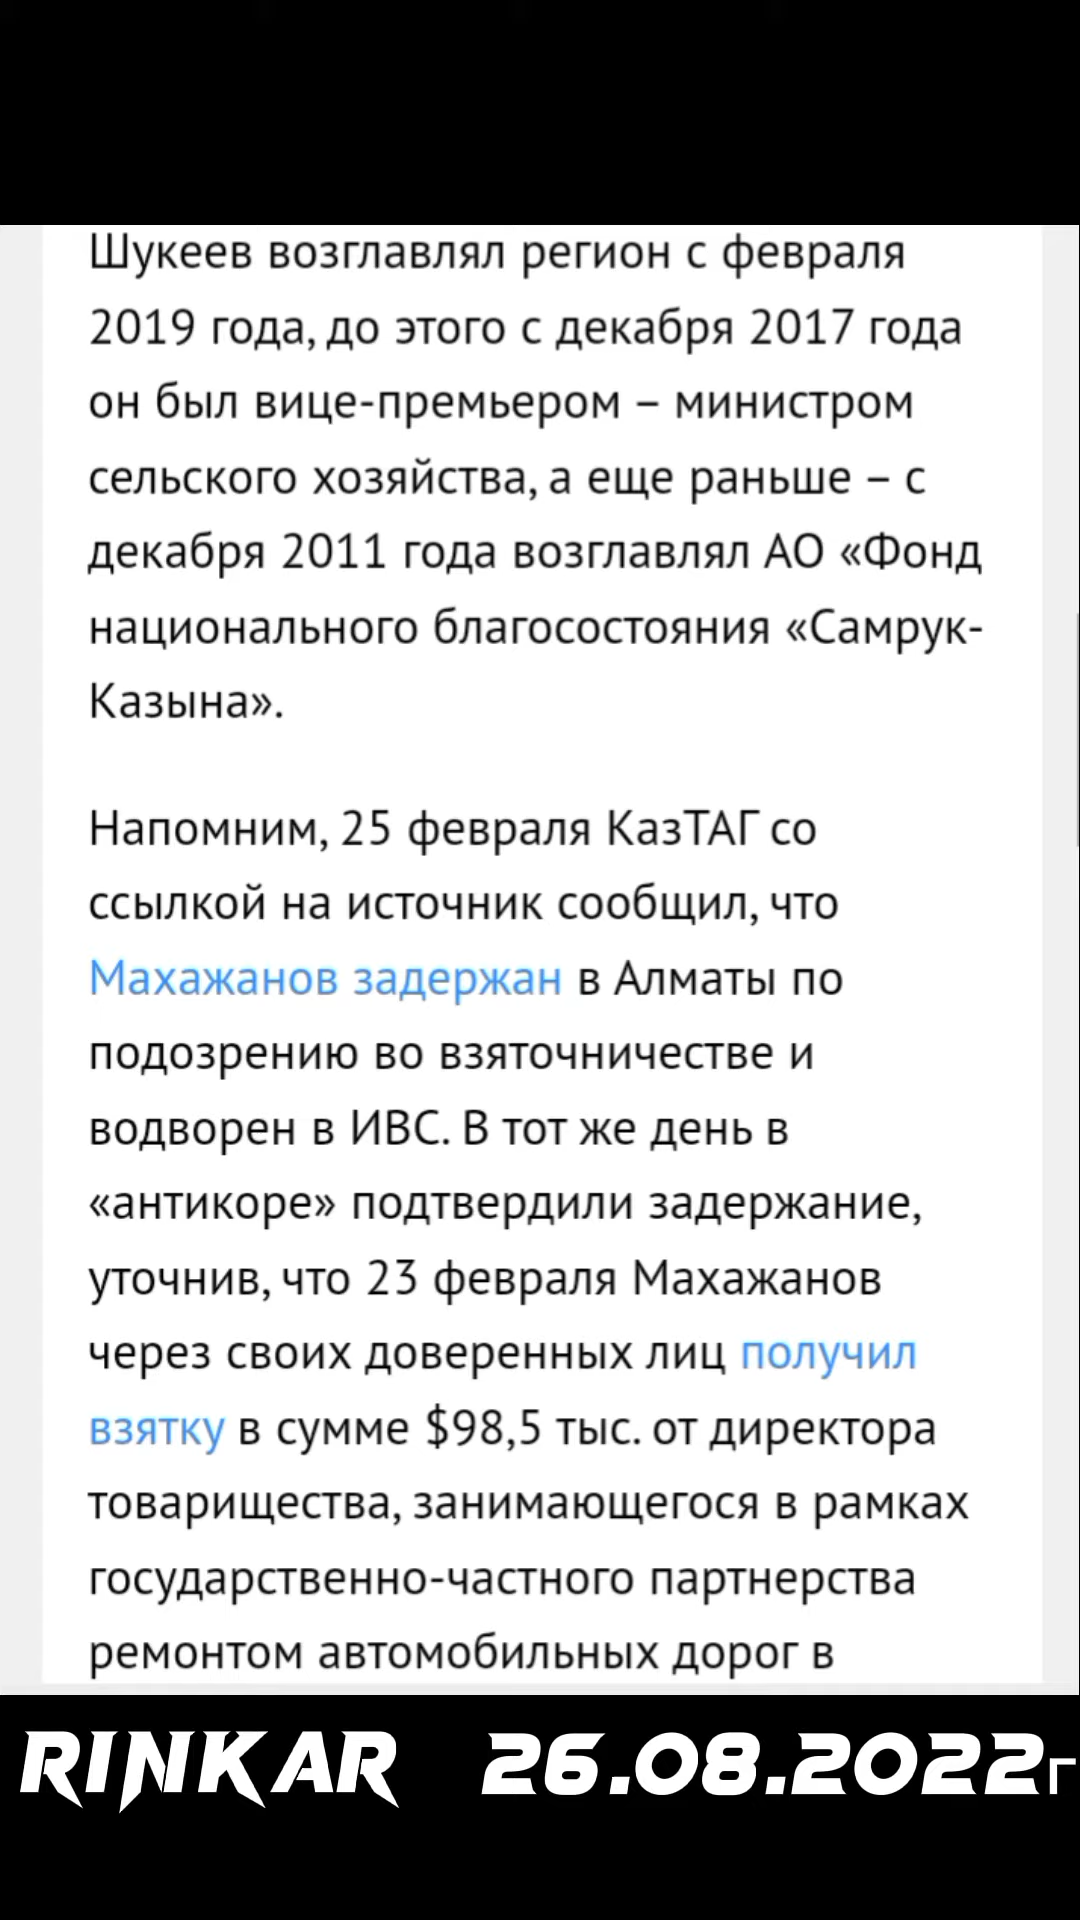 Шукеев возглавлял регион с февраля
2019 года, до этого с декабря 2017 года
он был вице-премьером – министром
сельского хозяйства, а еще раньше – с
декабря 2011 года возглавлял АО «Фонд
национального благосостояния «Самрук-
Казына».
Напомним, 25 февраля КазТАГ со
ссылкой на источник сообщил, что
Махажанов задержан в Алматы по
подозрению во взяточничестве и
водворен в ИВС. В тот же день в
«антикоре» подтвердили задержание,
уточнив, что 23 февраля Махажанов
через своих доверенных лиц получил
взятку в сумме $98,5 тыс. от директора
товарищества, занимающегося в рамках
государственно-частного партнерства
ремонтом автомобильных дорог в
RINKAR 26.08.2022г